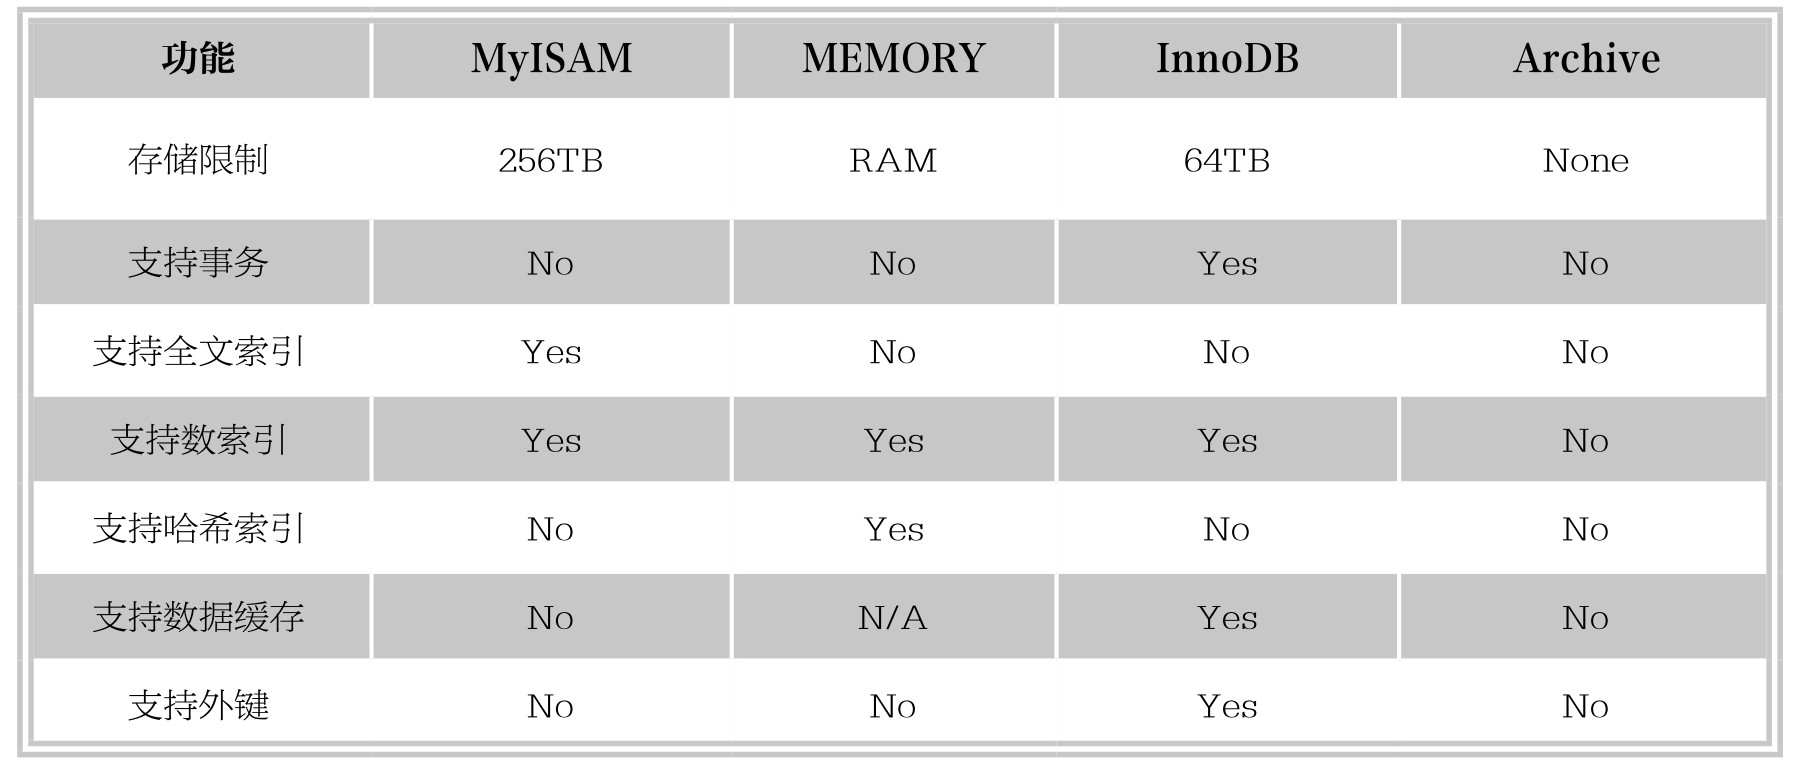 功能 MyISAM MEMORY InnoDB Archive
存储限制 256TB RAM 64TB None
支持事务 No No Yes No
支持全文索引 Yes No No No
支持数索引 Yes Yes Yes No
支持哈希索引 No Yes No No
支持数据缓存 No N/A Yes No
支持外键 No No Yes No